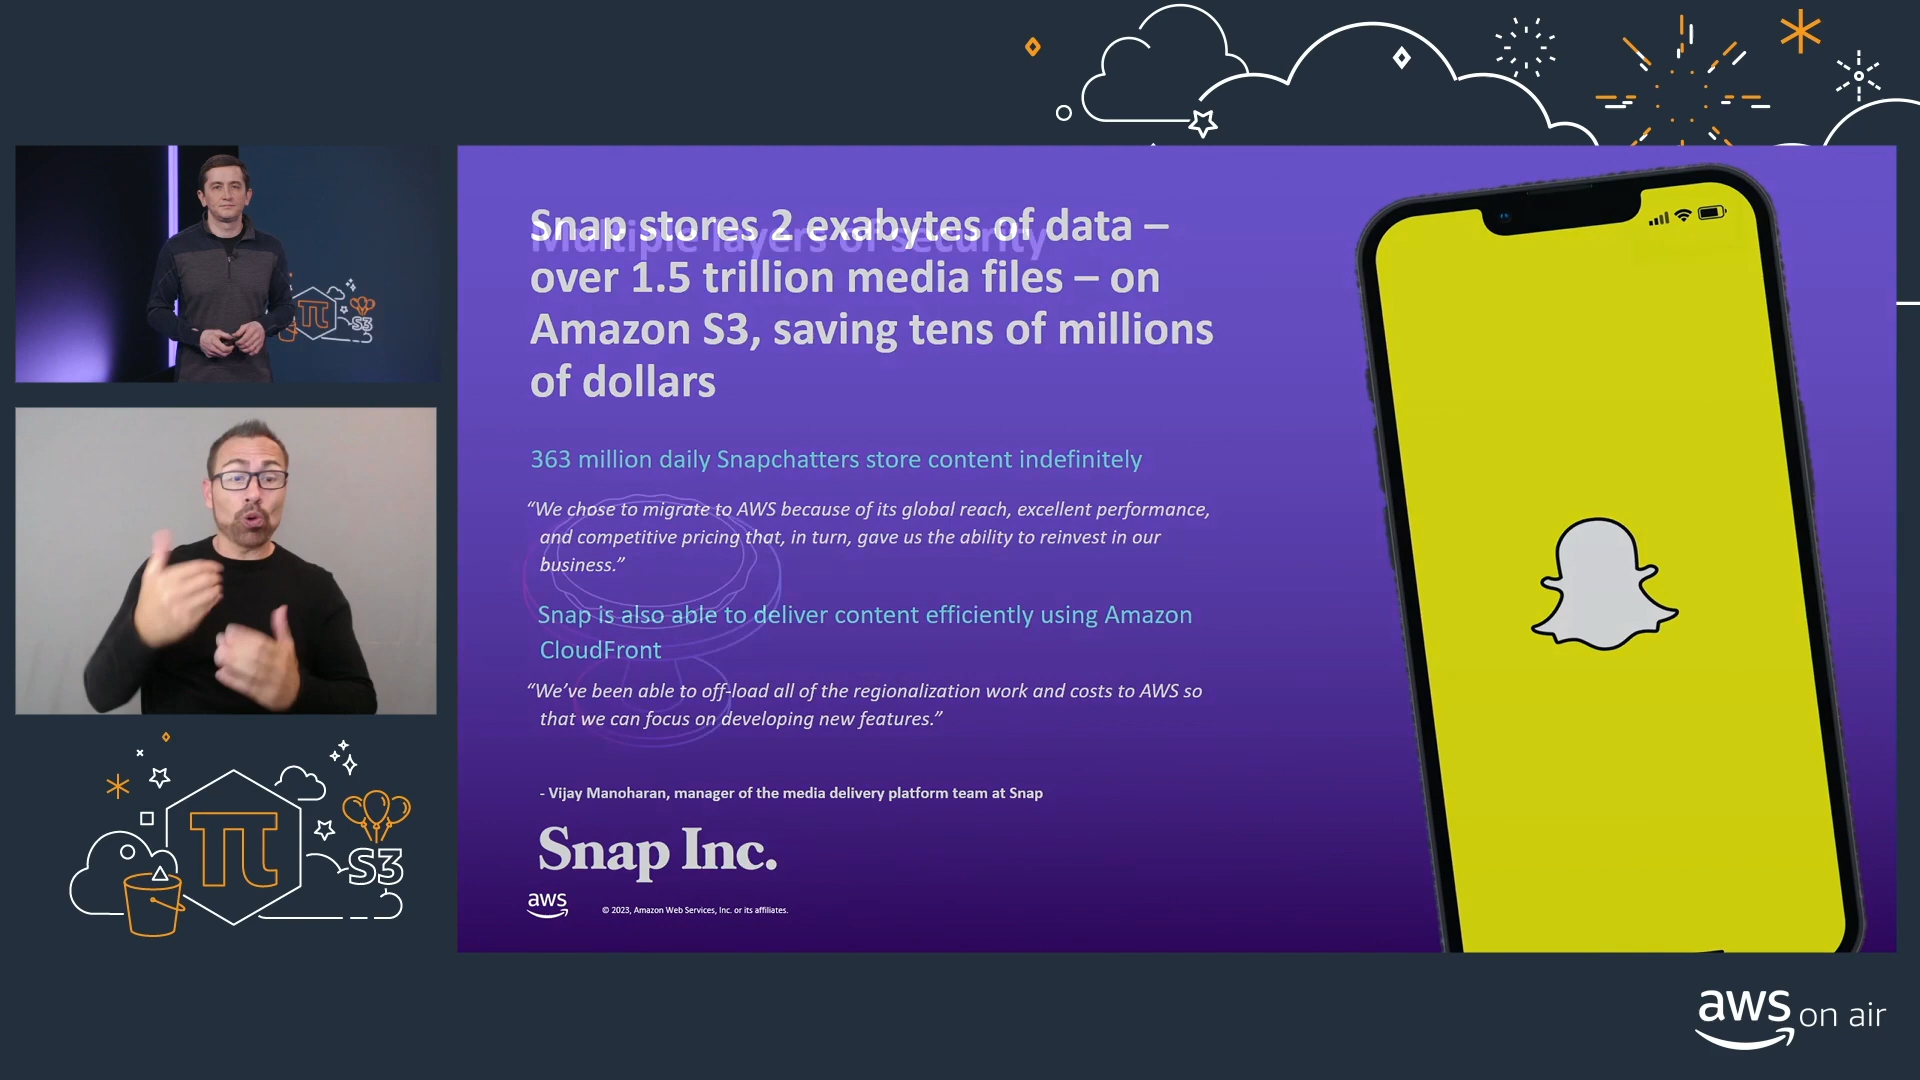 Snap stores 2 exabytes of data –
over 1.5 trillion media files – on
Amazon S3, saving tens of millions
of dollars
Multiple layers of security
363 million daily Snapchatters store content indefinitely
“We chose to migrate to AWS because of its global reach, excellent performance,
and competitive pricing that, in turn, gave us the ability to reinvest in our
business.”
Snap is also able to deliver content efficiently using Amazon
CloudFront
“We’ve been able to off-load all of the regionalization work and costs to AWS so
that we can focus on developing new features.”
- Vijay Manoharan, manager of the media delivery platform team at Snap
Snap Inc.
aws
© 2023, Amazon Web Services, Inc. or its affiliates.
π
S3
π
S3
aws on air